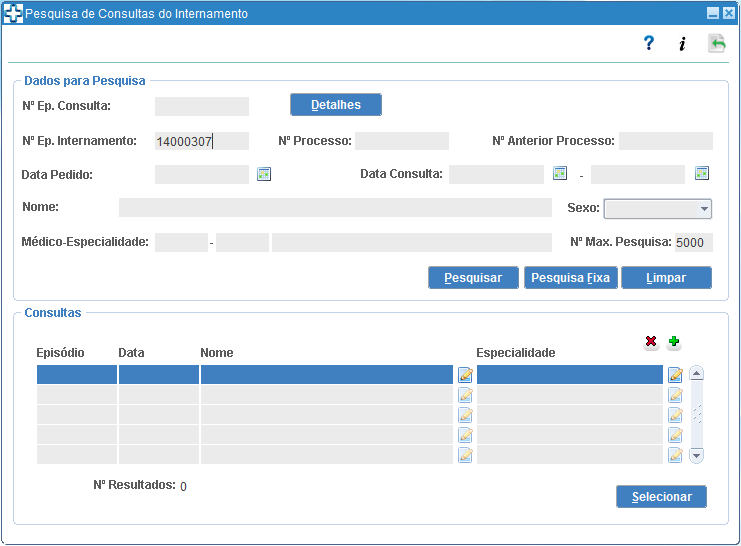 Pesquisa de Consultas do Internamento
? i
Dados para Pesquisa
Nº Ep. Consulta: Detalhes
Nº Ep. Internamento: 14000307 Nº Processo: Nº Anterior Processo:
Data Pedido: Data Consulta: -
Nome: Sexo:
Médico-Especialidade: - Nº Max. Pesquisa: 5000
Pesquisar Pesquisa Fixa Limpar
Consultas
Episódio Data Nome Especialidade
Nº Resultados: 0
Selecionar